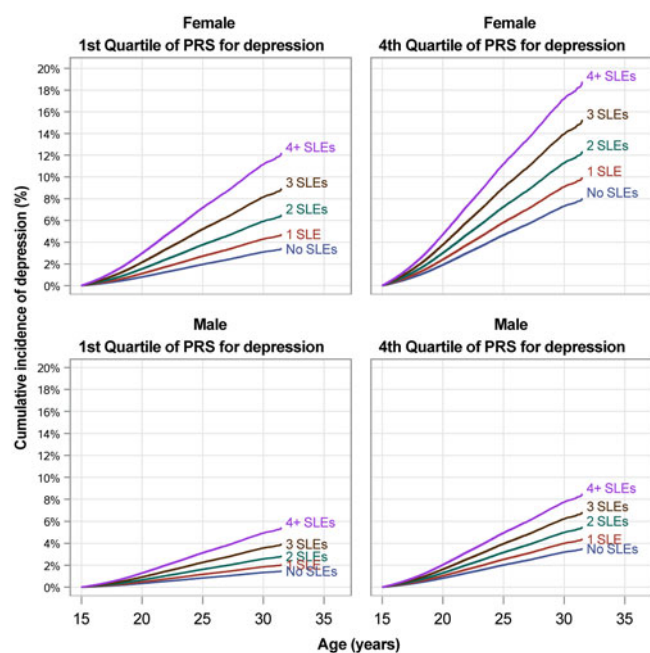 Female
1st Quartile of PRS for depression
Female
4th Quartile of PRS for depression
Cumulative incidence of depression (%)
20%
18%
16%
14%
12%
10%
8%
6%
4%
2%
0%
4+ SLEs
3 SLEs
2 SLEs
1 SLE
No SLEs
4+ SLEs
3 SLEs
2 SLEs
1 SLE
No SLEs
Male
1st Quartile of PRS for depression
Male
4th Quartile of PRS for depression
20%
18%
16%
14%
12%
10%
8%
6%
4%
2%
0%
4+ SLEs
3 SLEs
2 SLEs
1 SLE
No SLEs
4+ SLEs
3 SLEs
2 SLEs
1 SLE
No SLEs
15 20 25 30 35
15 20 25 30 35
Age (years)